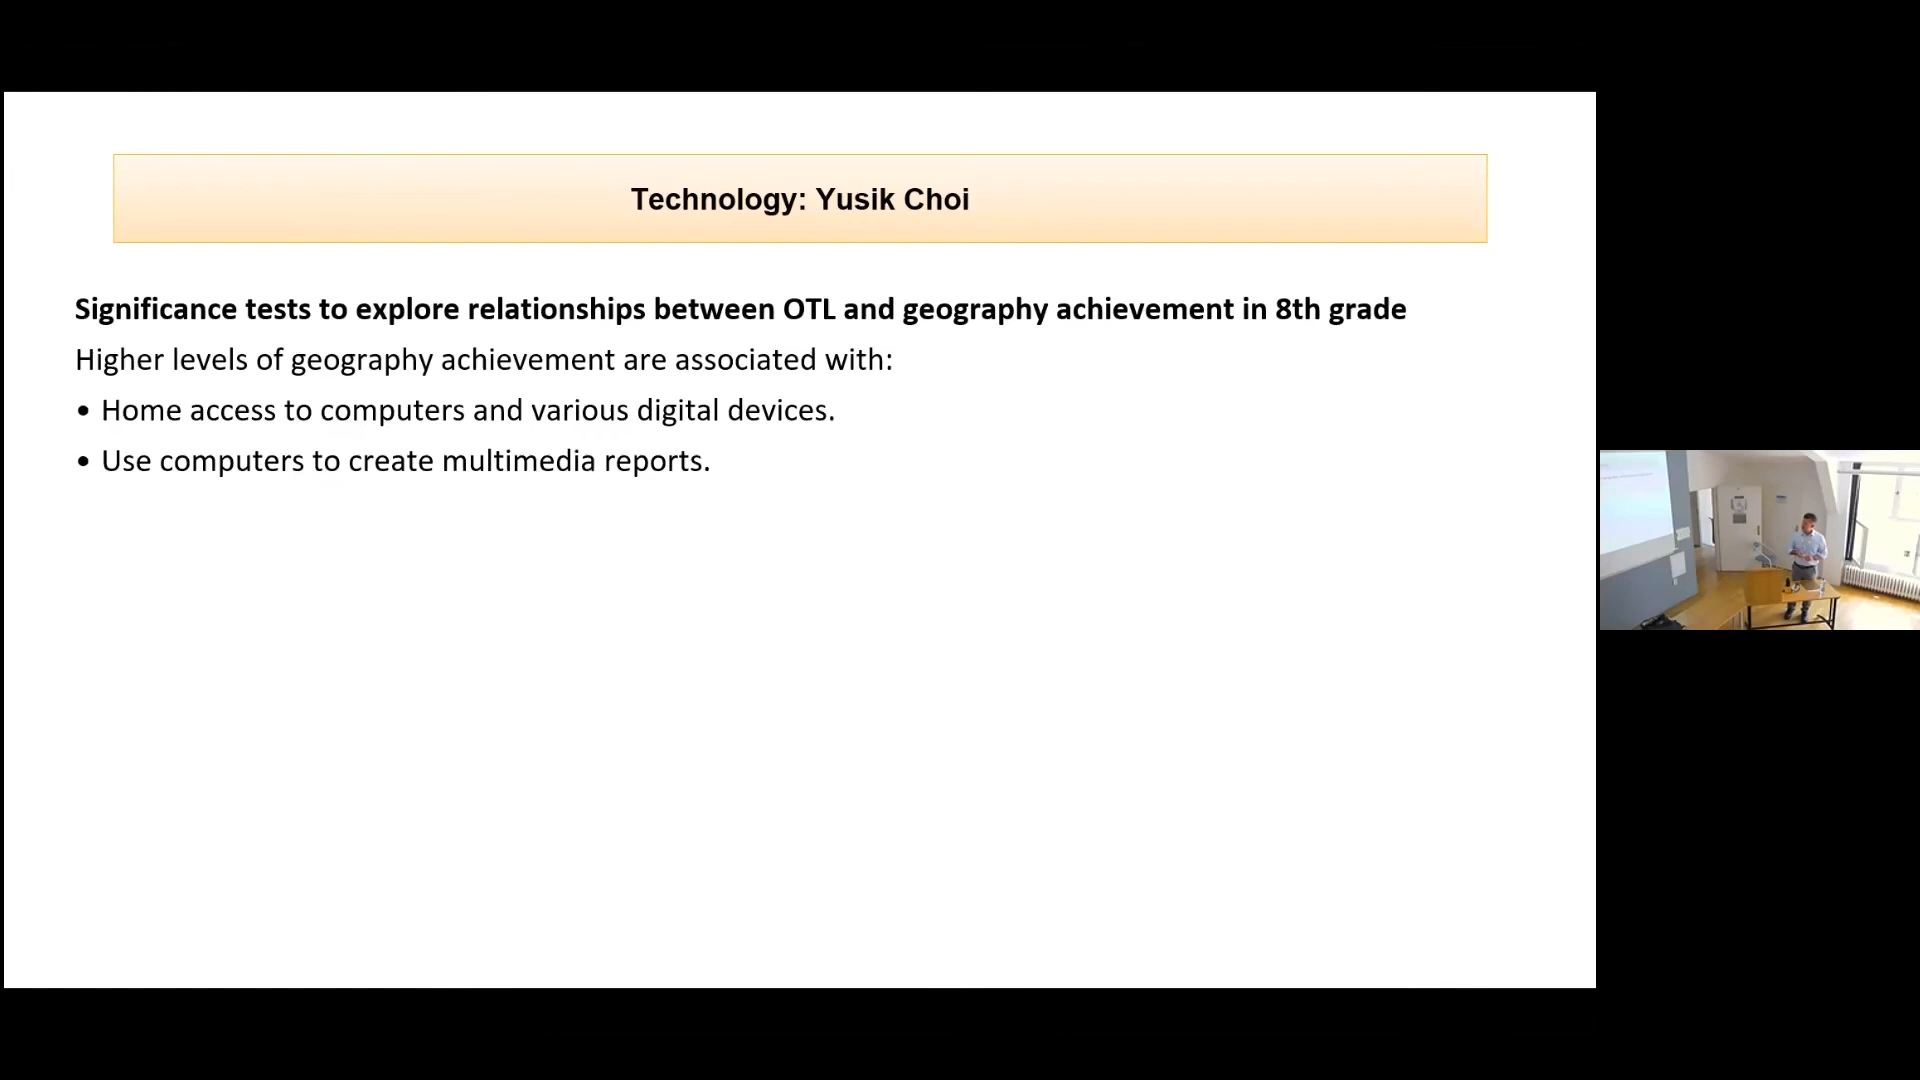 Technology: Yusik Choi
Significance tests to explore relationships between OTL and geography achievement in 8th grade
Higher levels of geography achievement are associated with:
• Home access to computers and various digital devices.
• Use computers to create multimedia reports.